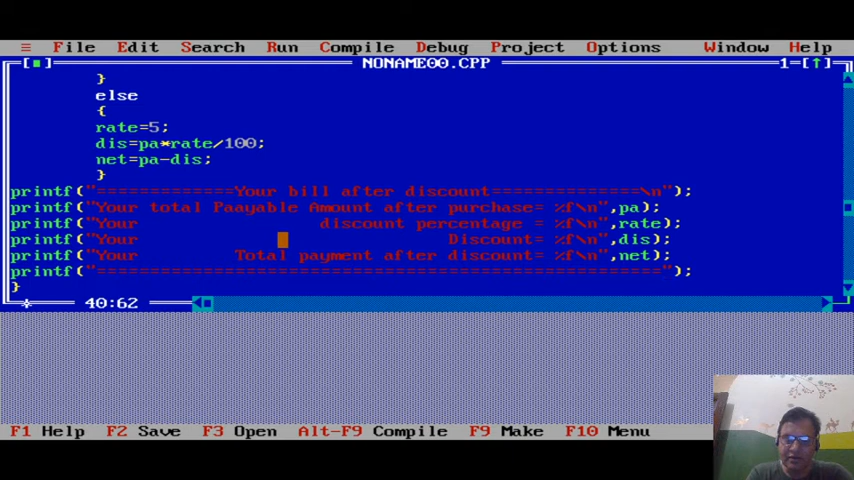 ≡ File Edit Search Run Compile Debug Project Options Window Help
[■] NONAME00.CPP 1=[↑]
}
else
{
rate=5;
dis=pa*rate/100;
net=pa-dis;
}
printf("=============Your bill after discount==============\n");
printf("Your total Paayable Amount after purchase= %f\n",pa);
printf("Your                 discount percentage = %f\n",rate);
printf("Your                             Discount= %f\n",dis);
printf("Your         Total payment after discount= %f\n",net);
printf("=====================================================");
}
40:62
F1 Help F2 Save F3 Open Alt-F9 Compile F9 Make F10 Menu